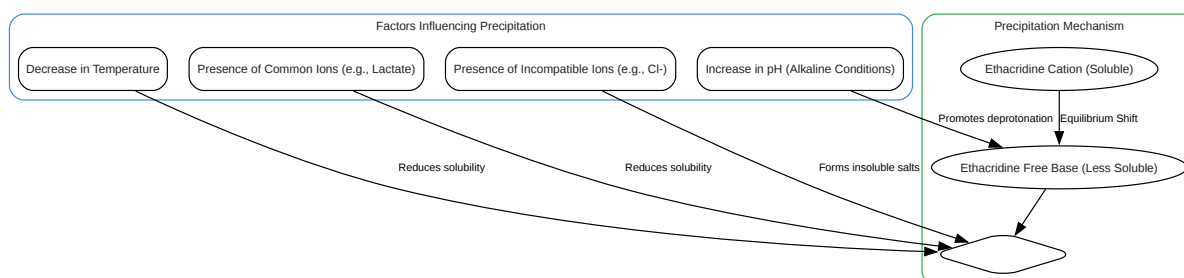 Factors Influencing Precipitation
Precipitation Mechanism
Decrease in Temperature
Presence of Common Ions (e.g., Lactate)
Presence of Incompatible Ions (e.g., Cl-)
Increase in pH (Alkaline Conditions)
Ethacridine Cation (Soluble)
Promotes deprotonation
Equilibrium Shift
Reduces solubility
Reduces solubility
Forms insoluble salts
Ethacridine Free Base (Less Soluble)